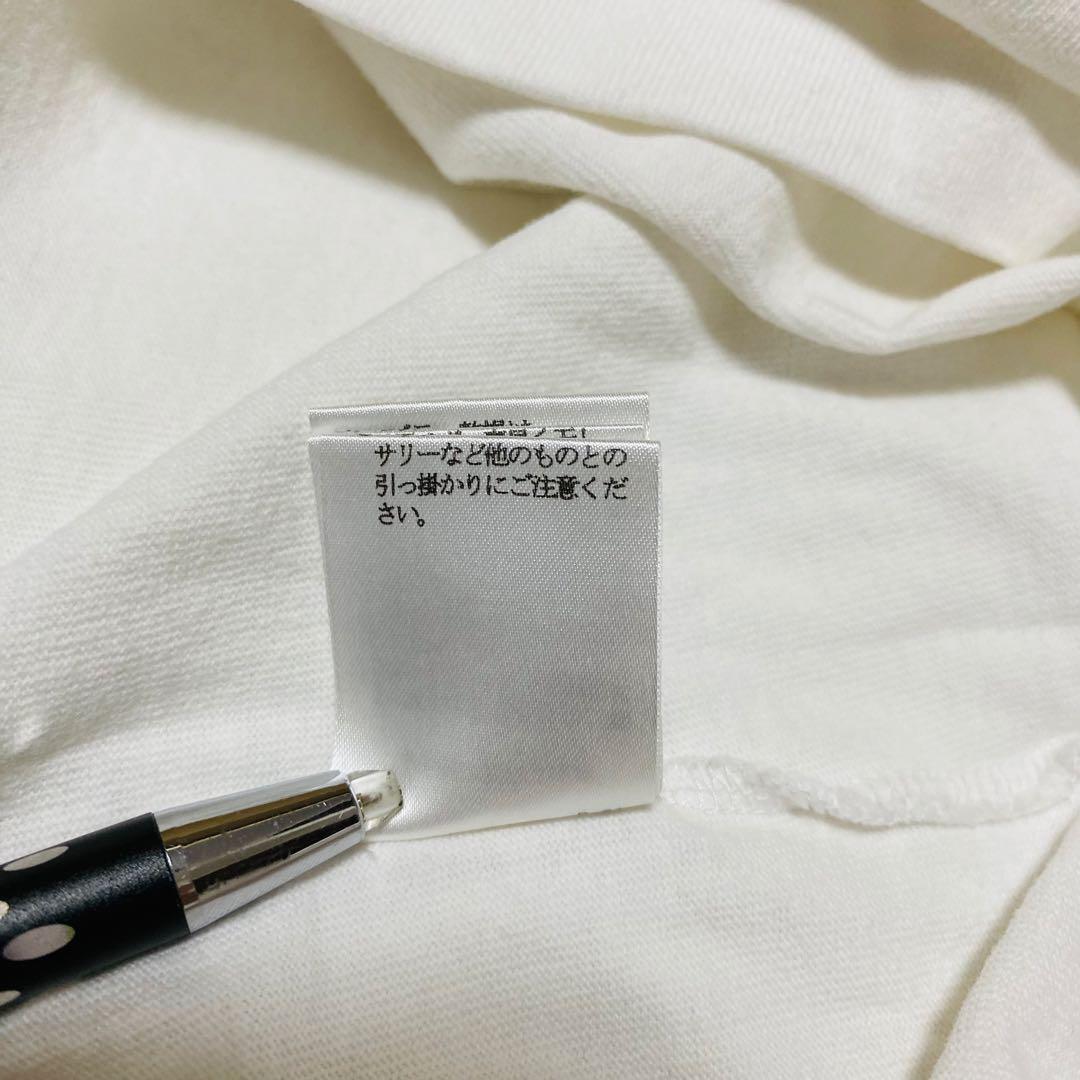 サリーなど他のものとの
引っ掛かりにご注意くだ
さい。